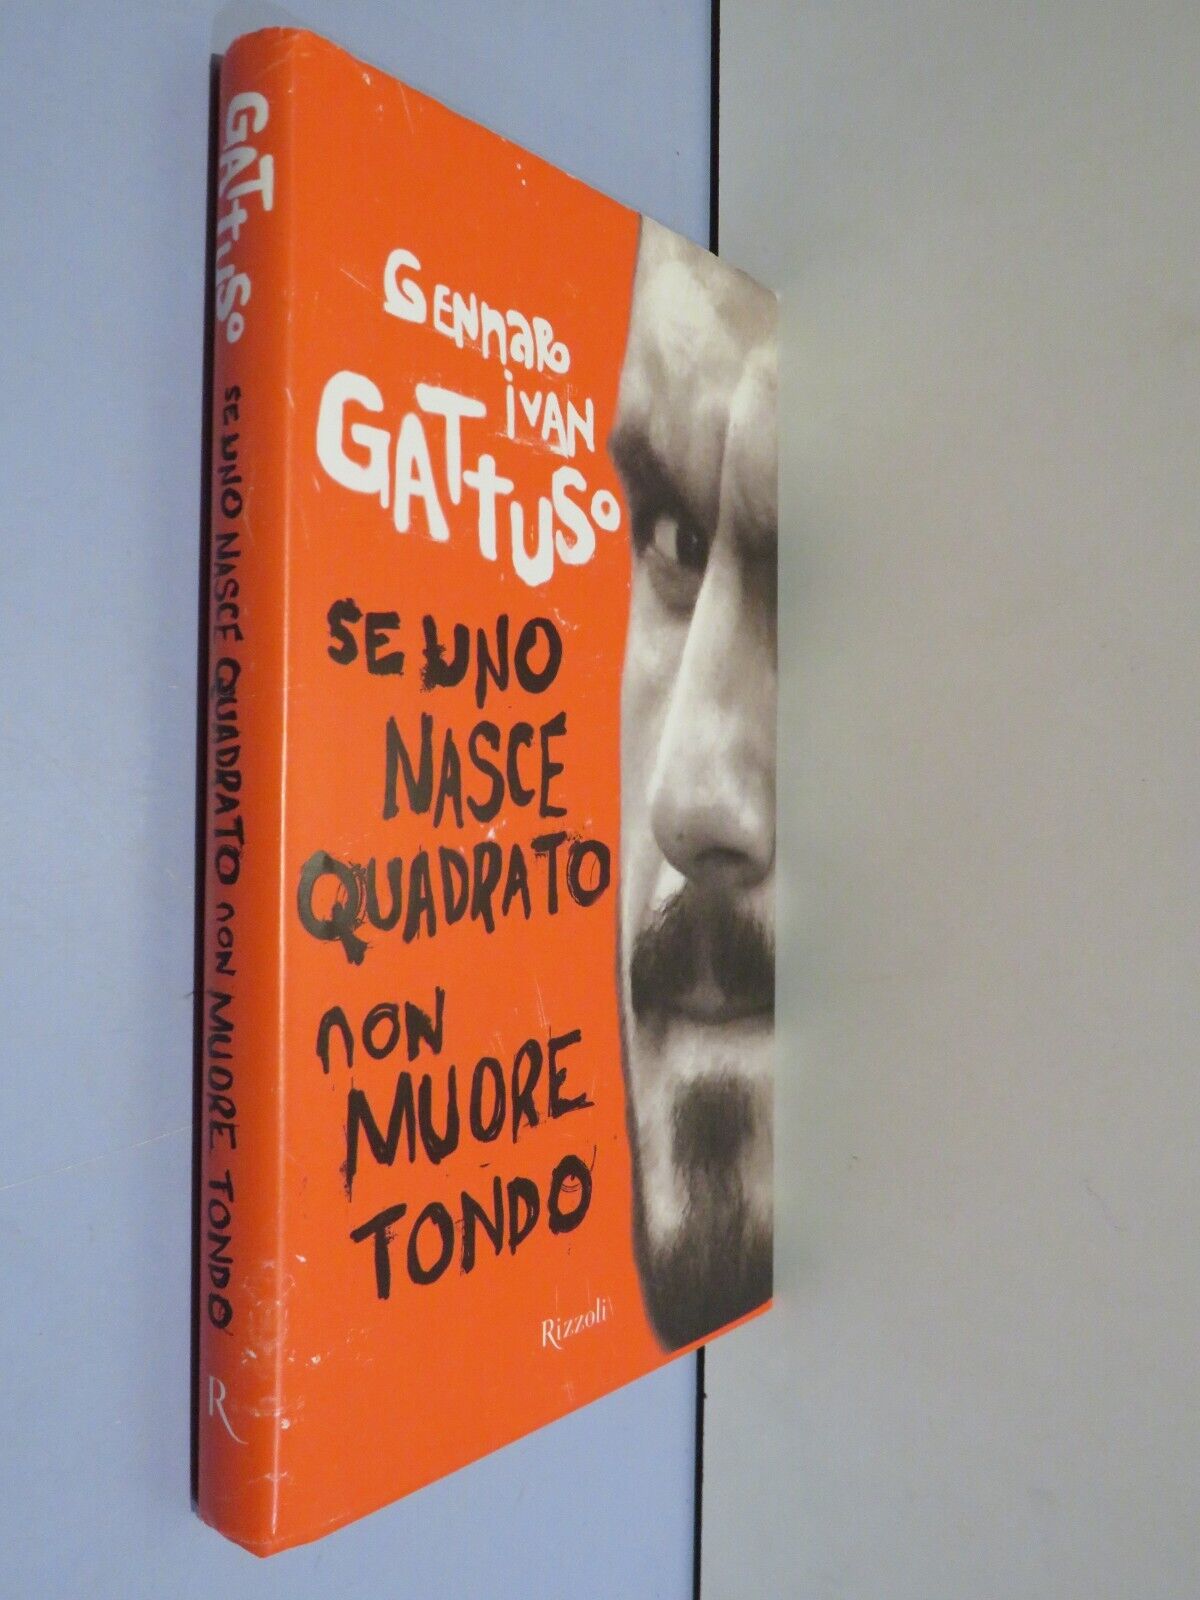 GATtUSo SE UNO NASCE QUADRATO nON MUORE TONDO
R
GENnARo
iVAN
GATtUSo
SE UNO
NASCE
QUADRATO
nON
MUORE
TONDO
Rizzoli